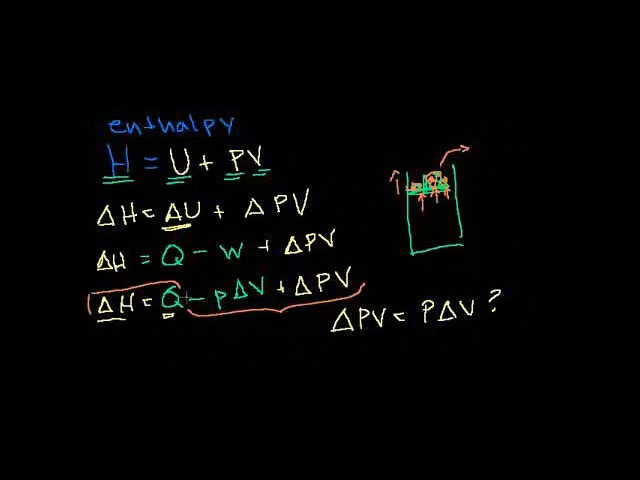 enthalpy
H = U + PV
ΔH = ΔU + ΔPV
ΔH = Q - W + ΔPV
ΔH = Q - PΔV + ΔPV
ΔPV = PΔV ?